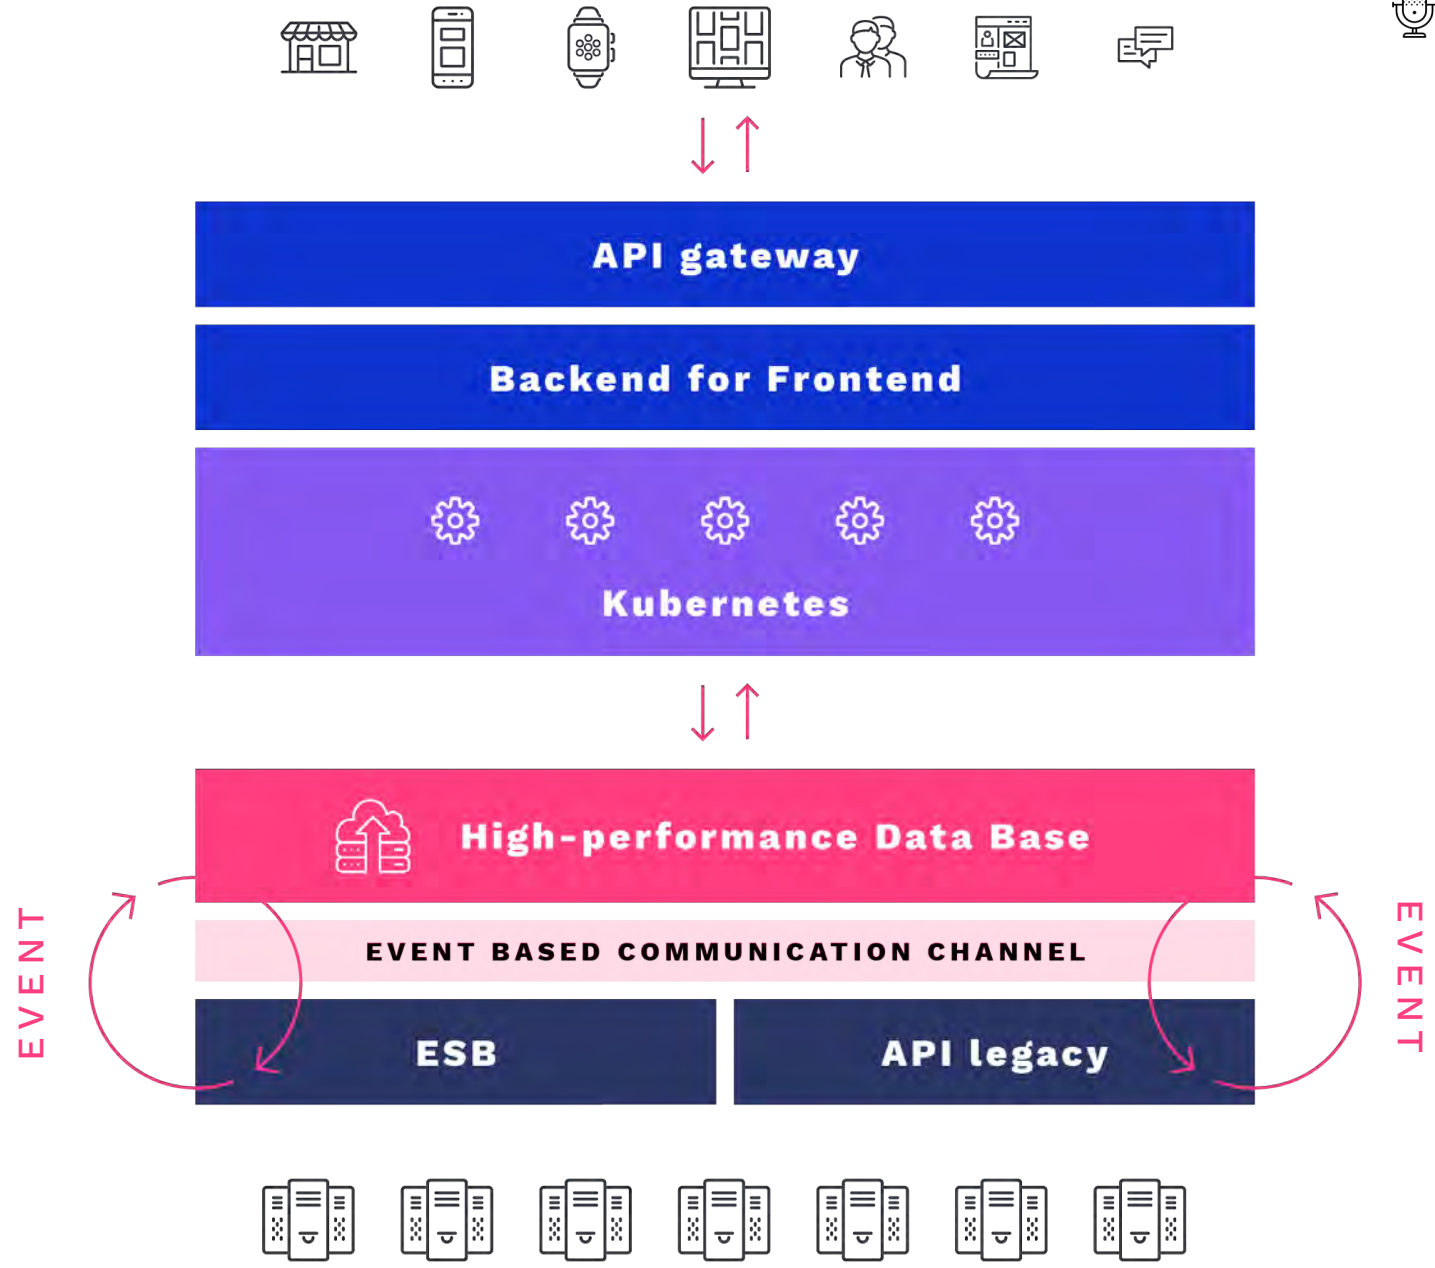 API gateway
Backend for Frontend
Kubernetes
High-performance Data Base
EVENT
EVENT
EVENT BASED COMMUNICATION CHANNEL
ESB
API legacy